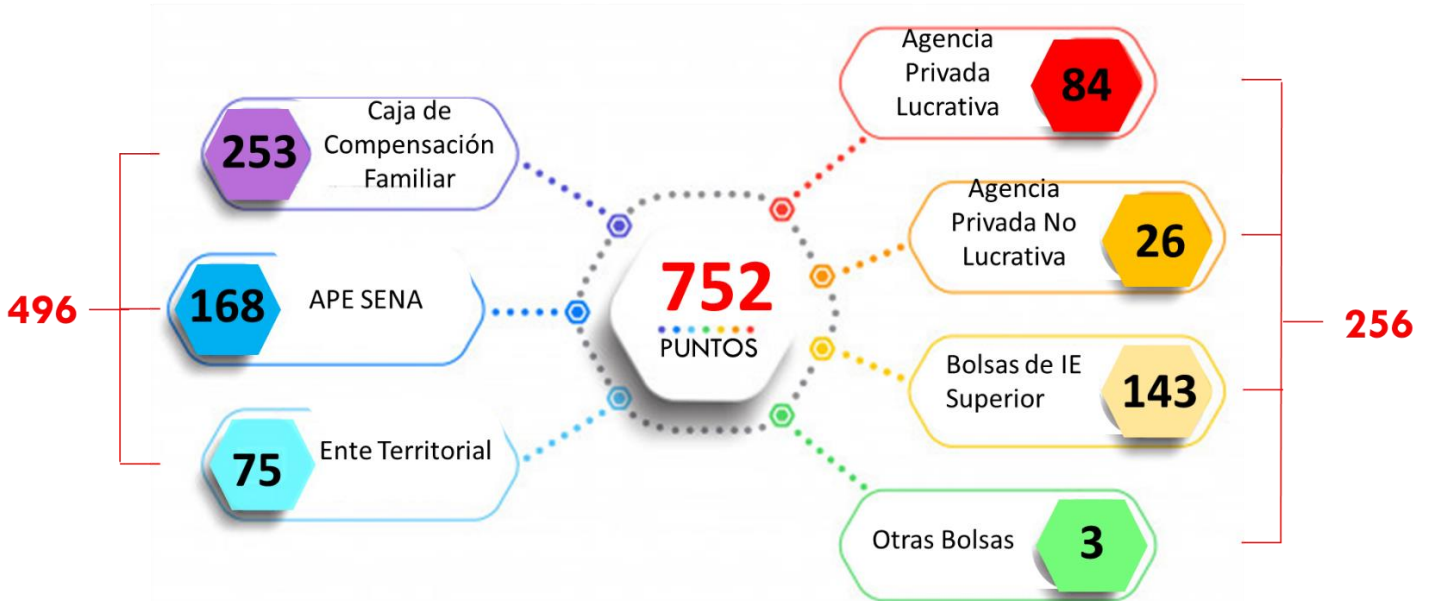 496
253
Caja de
Compensación
Familiar
168
APE SENA
75
Ente Territorial
752
PUNTOS
Agencia
Privada
Lucrativa
84
Agencia
Privada No
Lucrativa
26
Bolsas de IE
Superior
143
Otras Bolsas
3
256